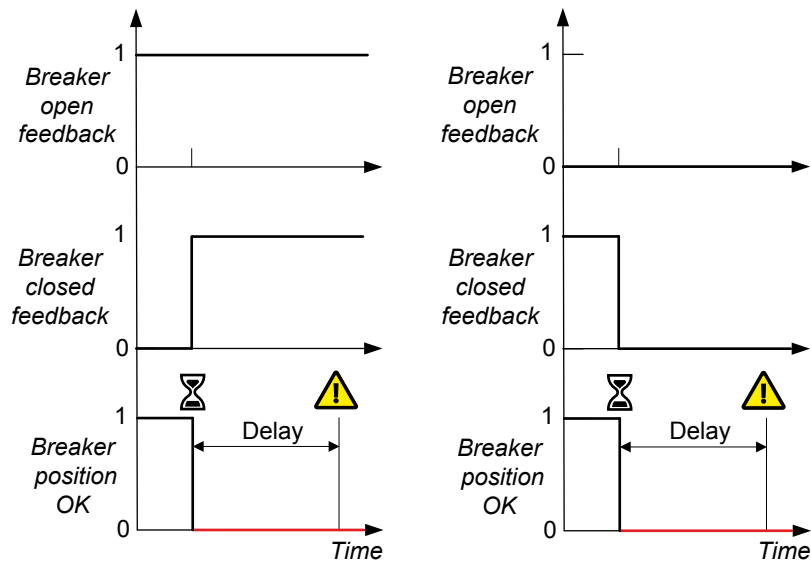 1
Breaker
open
feedback
0
1
Breaker
closed
feedback
0
1
Delay
Breaker
position
OK
0
Time
1
Breaker
open
feedback
0
1
Breaker
closed
feedback
0
1
Delay
Breaker
position
OK
0
Time